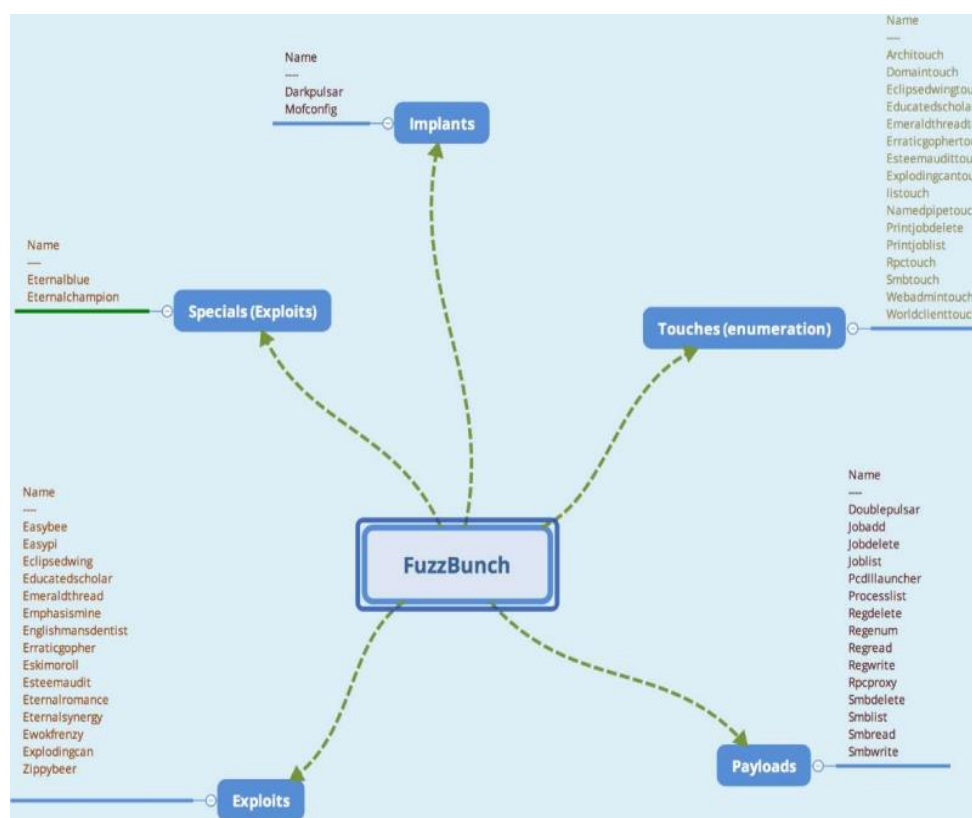 Name
----
Darkpulsar
Mofconfig
Implants
Name
----
Architouch
Domaintouch
Eclipsedwingtou
Educatedschola
Emeraldthreadt
Erraticgopherto
Esteemaudittou
Explodingcantou
Iistouch
Namedpipetouc
Printjobdelete
Printjoblist
Rpctouch
Smbtouch
Webadmintouch
Worldclienttouc
Touches (enumeration)
Name
----
Eternalblue
Eternalchampion
Specials (Exploits)
FuzzBunch
Name
----
Easybee
Easypi
Eclipsedwing
Educatedscholar
Emeraldthread
Emphasismine
Englishmansdentist
Erraticgopher
Eskimoroll
Esteemaudit
Eternalromance
Eternalsynergy
Ewokfrenzy
Explodingcan
Zippybeer
Exploits
Name
----
Doublepulsar
Jobadd
Jobdelete
Joblist
Pcdlllauncher
Processlist
Regdelete
Regenum
Regread
Regwrite
Rpcproxy
Smbdelete
Smblist
Smbread
Smbwrite
Payloads